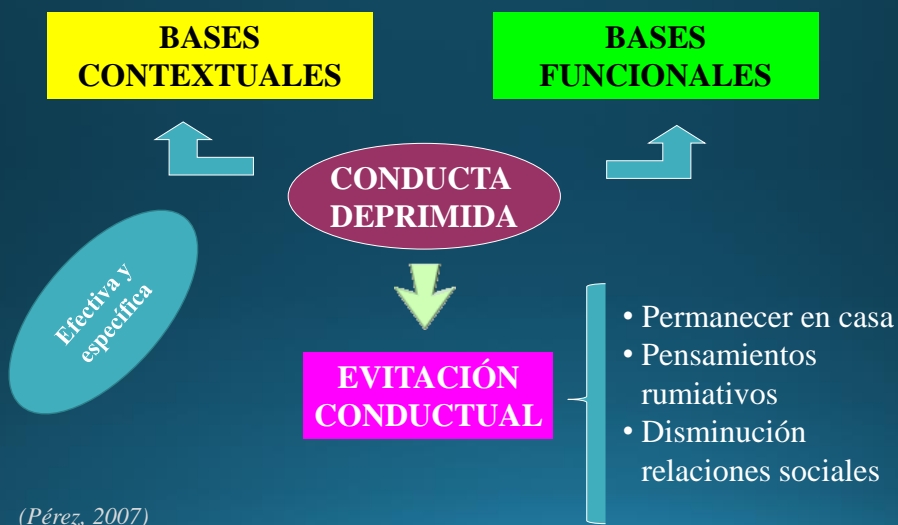 BASES
CONTEXTUALES
BASES
FUNCIONALES
CONDUCTA
DEPRIMIDA
Efectiva y
específica
EVITACIÓN
CONDUCTUAL
• Permanecer en casa
• Pensamientos
rumiativos
• Disminución
relaciones sociales
(Pérez, 2007)